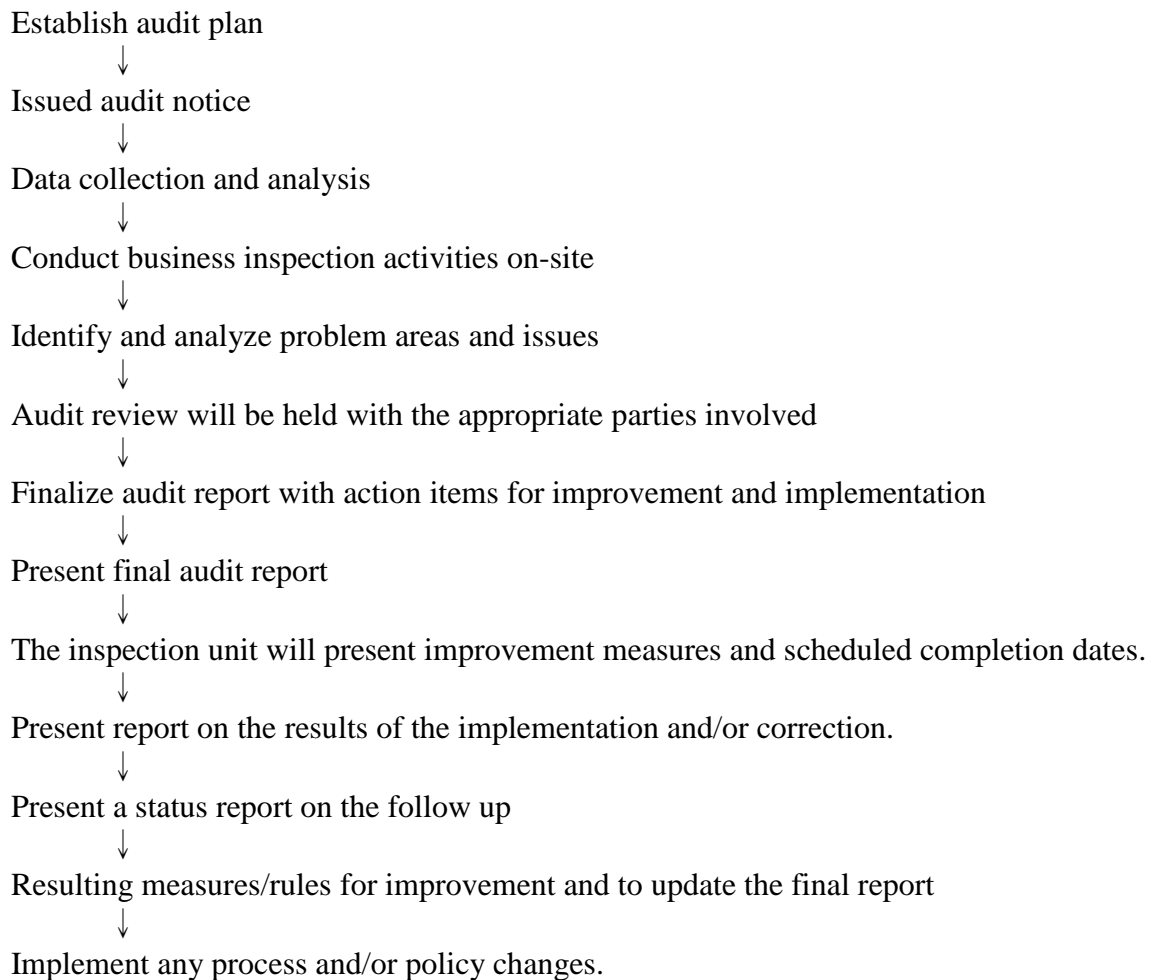 Establish audit plan
↓
Issued audit notice
↓
Data collection and analysis
↓
Conduct business inspection activities on-site
↓
Identify and analyze problem areas and issues
↓
Audit review will be held with the appropriate parties involved
↓
Finalize audit report with action items for improvement and implementation
↓
Present final audit report
↓
The inspection unit will present improvement measures and scheduled completion dates.
↓
Present report on the results of the implementation and/or correction.
↓
Present a status report on the follow up
↓
Resulting measures/rules for improvement and to update the final report
↓
Implement any process and/or policy changes.